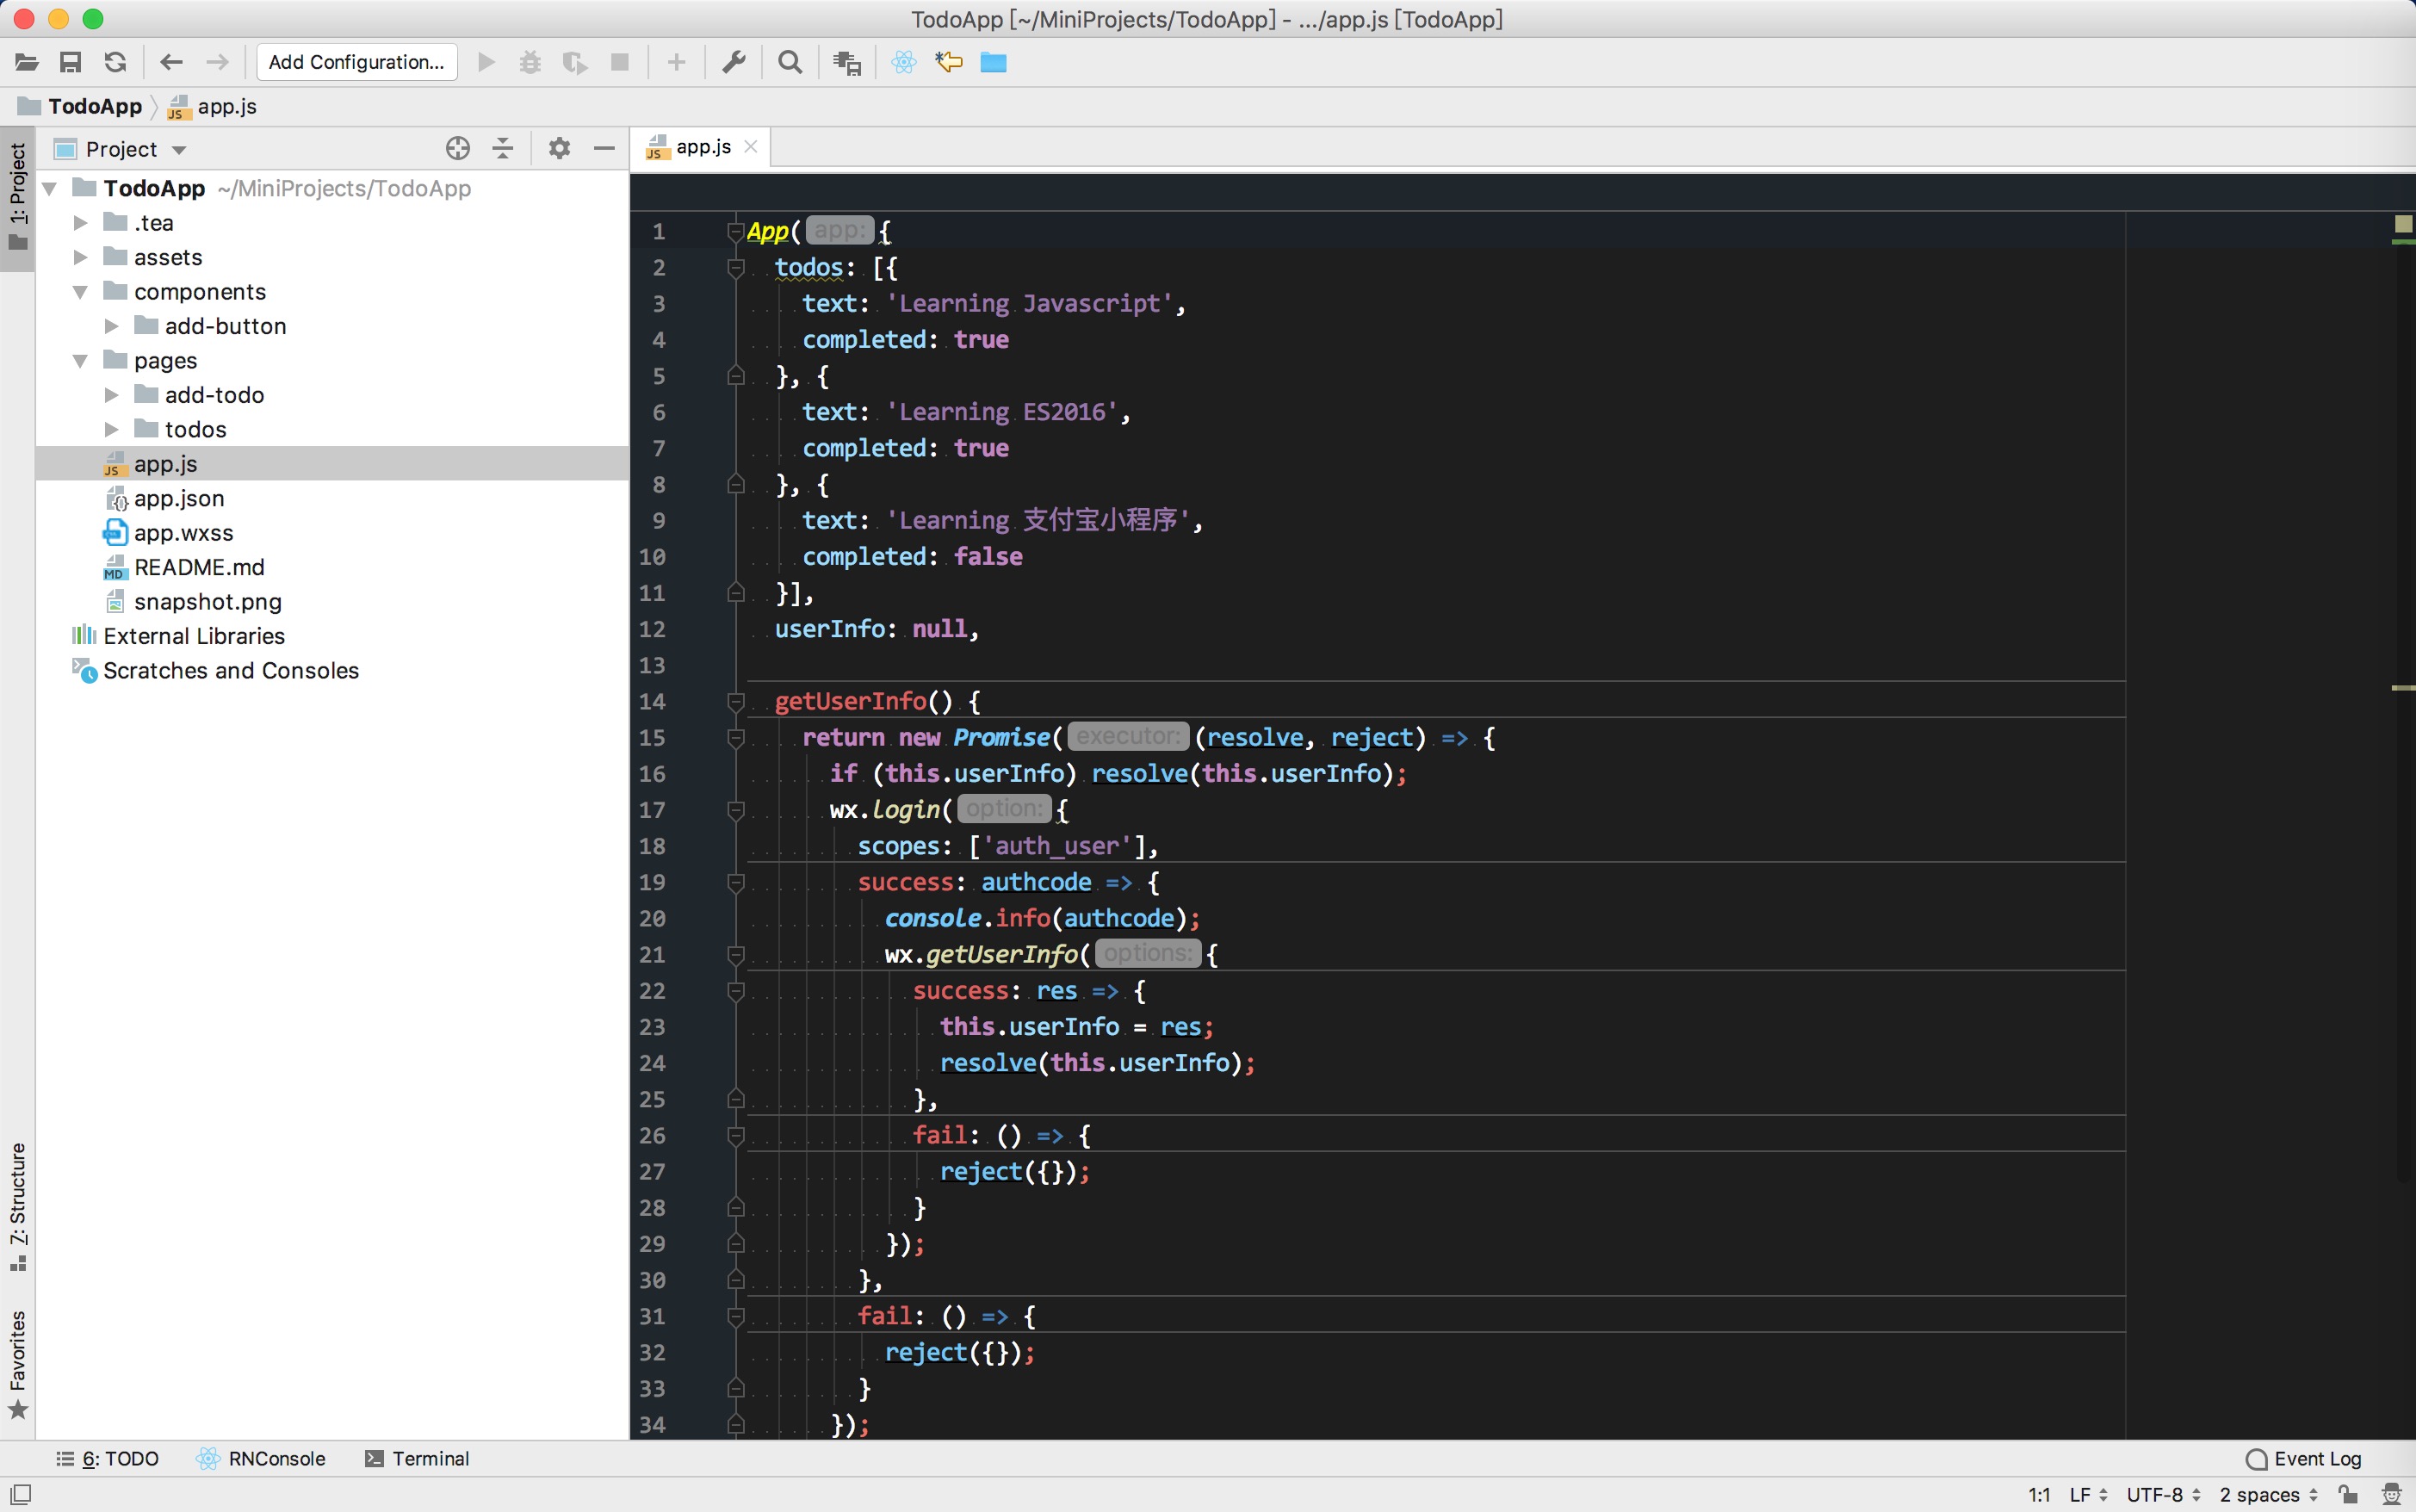 TodoApp [~/MiniProjects/TodoApp] - .../app.js [TodoApp]
Add Configuration...
TodoApp app.js
1: Project
Project
app.js
TodoApp ~/MiniProjects/TodoApp
.tea
assets
components
add-button
pages
add-todo
todos
app.js
app.json
app.wxss
README.md
snapshot.png
External Libraries
Scratches and Consoles
7: Structure
Favorites
1 App( app: {
2 todos: [{
3 text: 'Learning Javascript',
4 completed: true
5 }, {
6 text: 'Learning ES2016',
7 completed: true
8 }, {
9 text: 'Learning 支付宝小程序',
10 completed: false
11 }],
12 userInfo: null,
13
14 getUserInfo() {
15 return new Promise( executor: (resolve, reject) => {
16 if (this.userInfo) resolve(this.userInfo);
17 wx.login( option: {
18 scopes: ['auth_user'],
19 success: authcode => {
20 console.info(authcode);
21 wx.getUserInfo( options: {
22 success: res => {
23 this.userInfo = res;
24 resolve(this.userInfo);
25 },
26 fail: () => {
27 reject({});
28 }
29 });
30 },
31 fail: () => {
32 reject({});
33 }
34 });
6: TODO RNConsole Terminal Event Log
1:1 LF UTF-8 2 spaces